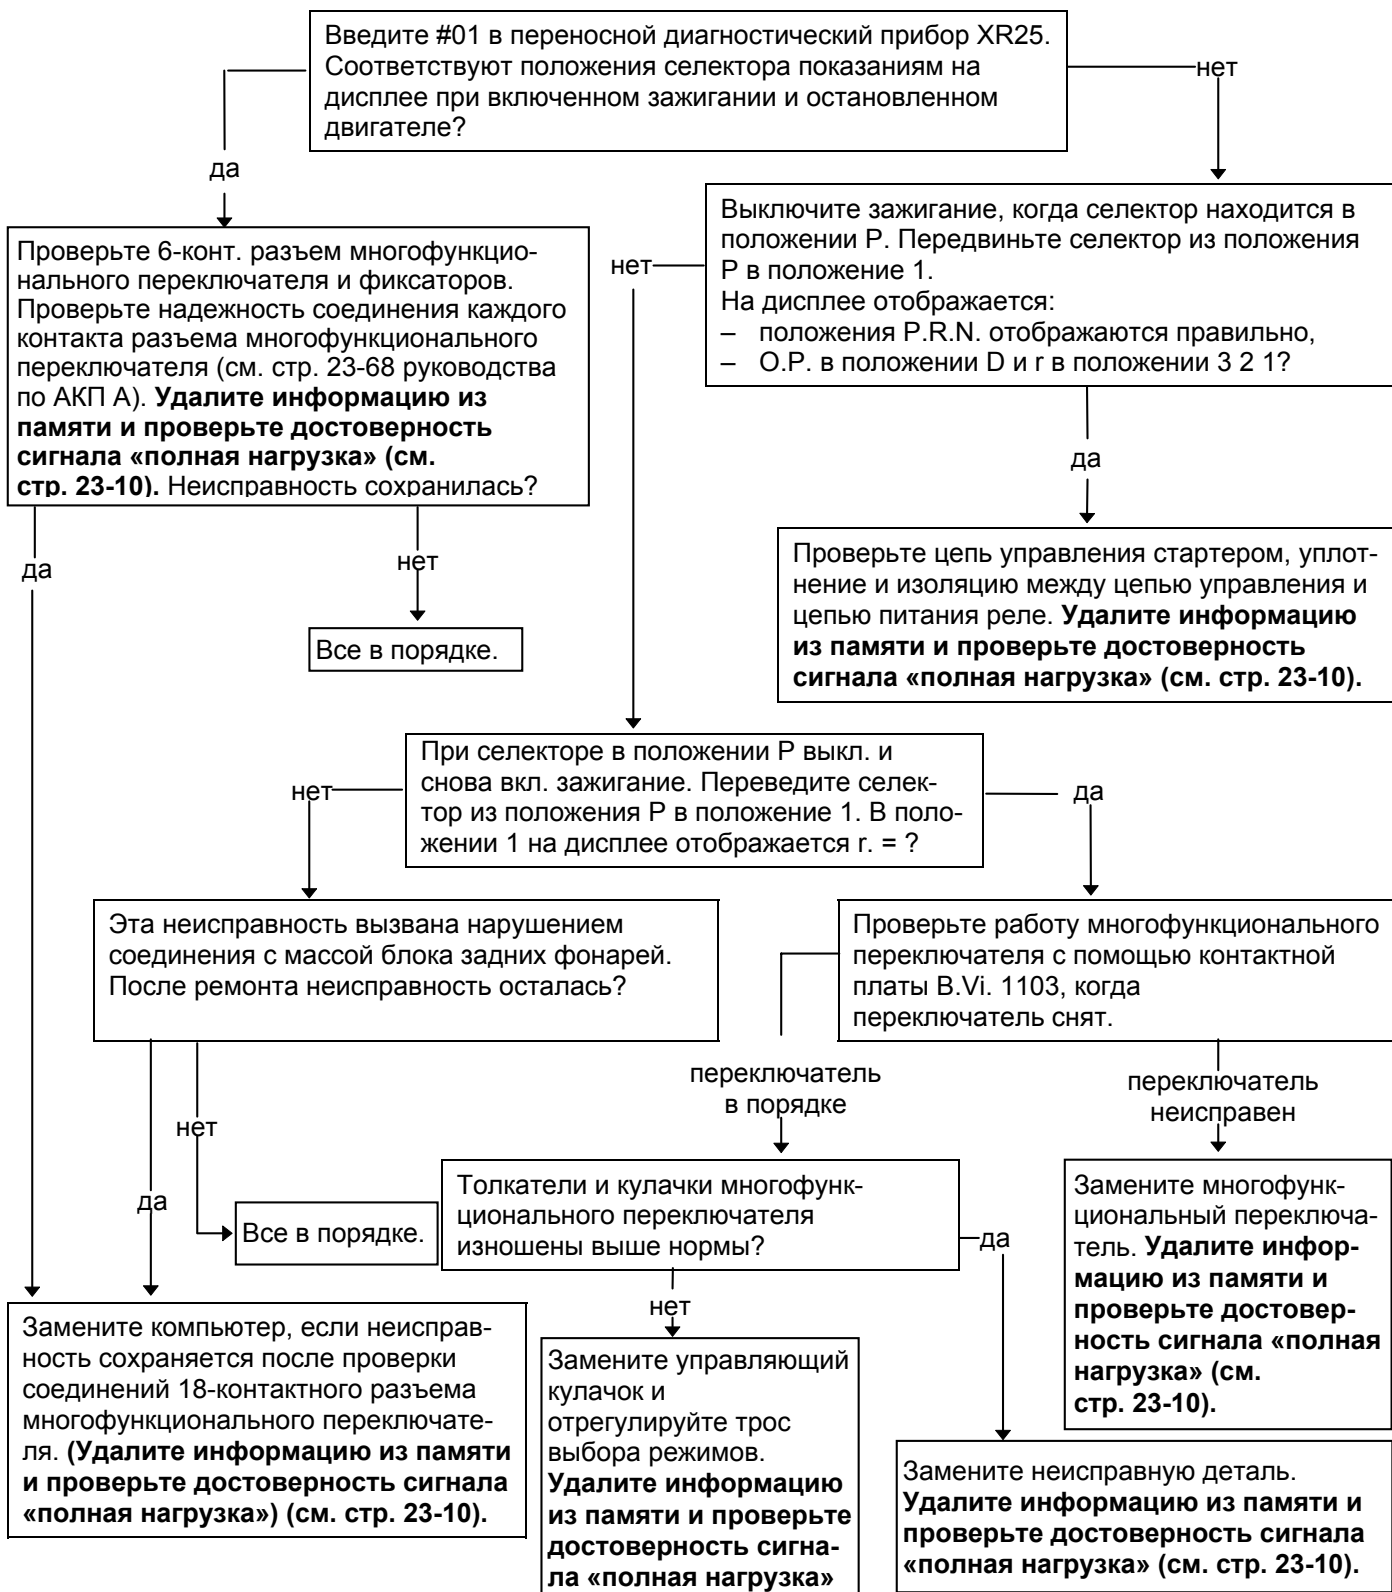 Введите #01 в переносной диагностический прибор XR25.
Соответствуют положения селектора показаниям на
дисплее при включенном зажигании и остановленном
двигателе?
да
нет
Проверьте 6-конт. разъем многофункцио-
нального переключателя и фиксаторов.
Проверьте надежность соединения каждого
контакта разъема многофункционального
переключателя (см. стр. 23-68 руководства
по АКП А). Удалите информацию из
памяти и проверьте достоверность
сигнала «полная нагрузка» (см.
стр. 23-10). Неисправность сохранилась?
Выключите зажигание, когда селектор находится в
положении P. Передвиньте селектор из положения
P в положение 1.
На дисплее отображается:
– положения P.R.N. отображаются правильно,
– O.P. в положении D и r в положении 3 2 1?
нет
да
да
нет
Все в порядке.
Проверьте цепь управления стартером, уплот-
нение и изоляцию между цепью управления и
цепью питания реле. Удалите информацию
из памяти и проверьте достоверность
сигнала «полная нагрузка» (см. стр. 23-10).
При селекторе в положении P выкл. и
снова вкл. зажигание. Переведите селек-
тор из положения P в положение 1. В поло-
жении 1 на дисплее отображается r. = ?
нет
да
Эта неисправность вызвана нарушением
соединения с массой блока задних фонарей.
После ремонта неисправность осталась?
Проверьте работу многофункционального
переключателя с помощью контактной
платы B.Vi. 1103, когда
переключатель снят.
переключатель
в порядке
переключатель
неисправен
нет
да
Все в порядке.
Толкатели и кулачки многофунк-
ционального переключателя
изношены выше нормы?
да
нет
Замените многофунк-
циональный переключа-
тель. Удалите инфор-
мацию из памяти и
проверьте достовер-
ность сигнала «полная
нагрузка» (см.
стр. 23-10).
Замените компьютер, если неисправ-
ность сохраняется после проверки
соединений 18-контактного разъема
многофункционального переключате-
ля. (Удалите информацию из памяти
и проверьте достоверность сигнала
«полная нагрузка») (см. стр. 23-10).
Замените управляющий
кулачок и
отрегулируйте трос
выбора режимов.
Удалите информацию
из памяти и проверьте
достоверность сигна-
ла «полная нагрузка»
Замените неисправную деталь.
Удалите информацию из памяти и
проверьте достоверность сигнала
«полная нагрузка» (см. стр. 23-10).